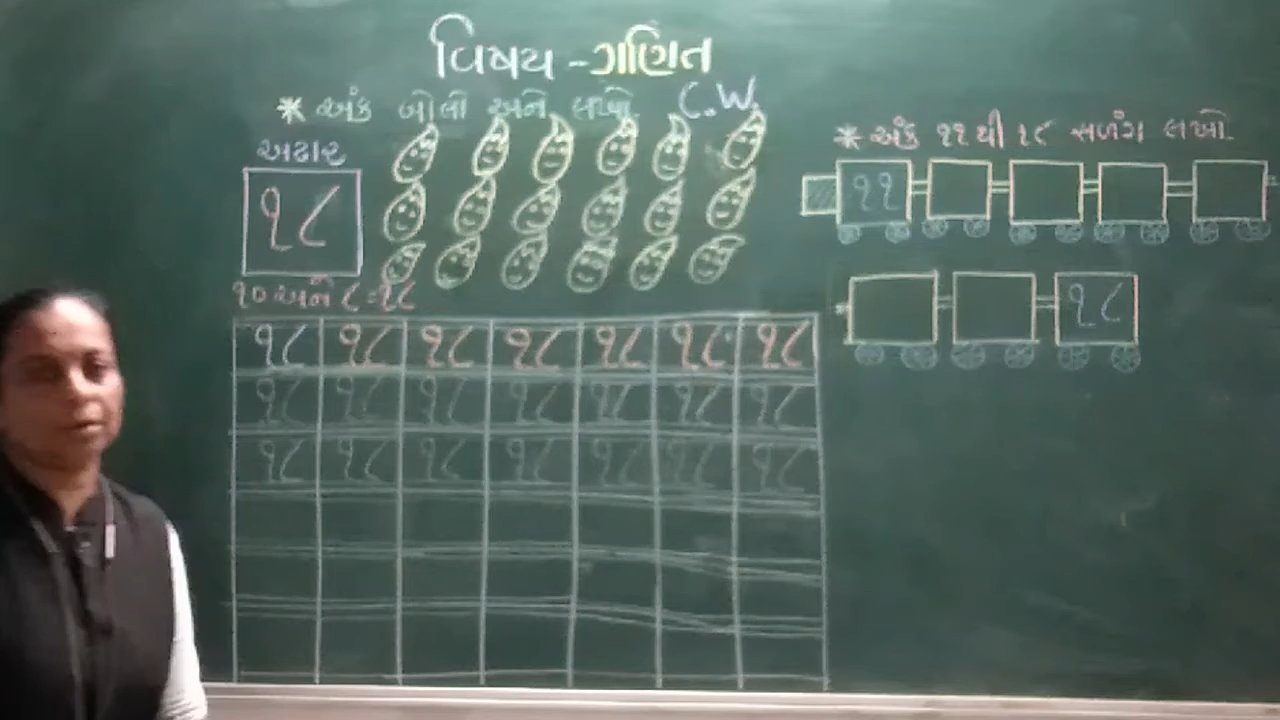 વિષય - ગણિત
* અંક બોલો અને લખો. C.W.
અઢાર
૧૮
૧૦ અને ૮ = ૧૮
૧૮ ૧૮ ૧૮ ૧૮ ૧૮ ૧૮ ૧૮
૧૮ ૧૮ ૧૮ ૧૮ ૧૮ ૧૮ ૧૮
૧૮ ૧૮ ૧૮ ૧૮ ૧૮ ૧૮ ૧૮
* અંક ૧૧ થી ૧૮ સળંગ લખો.
૧૧
૧૮